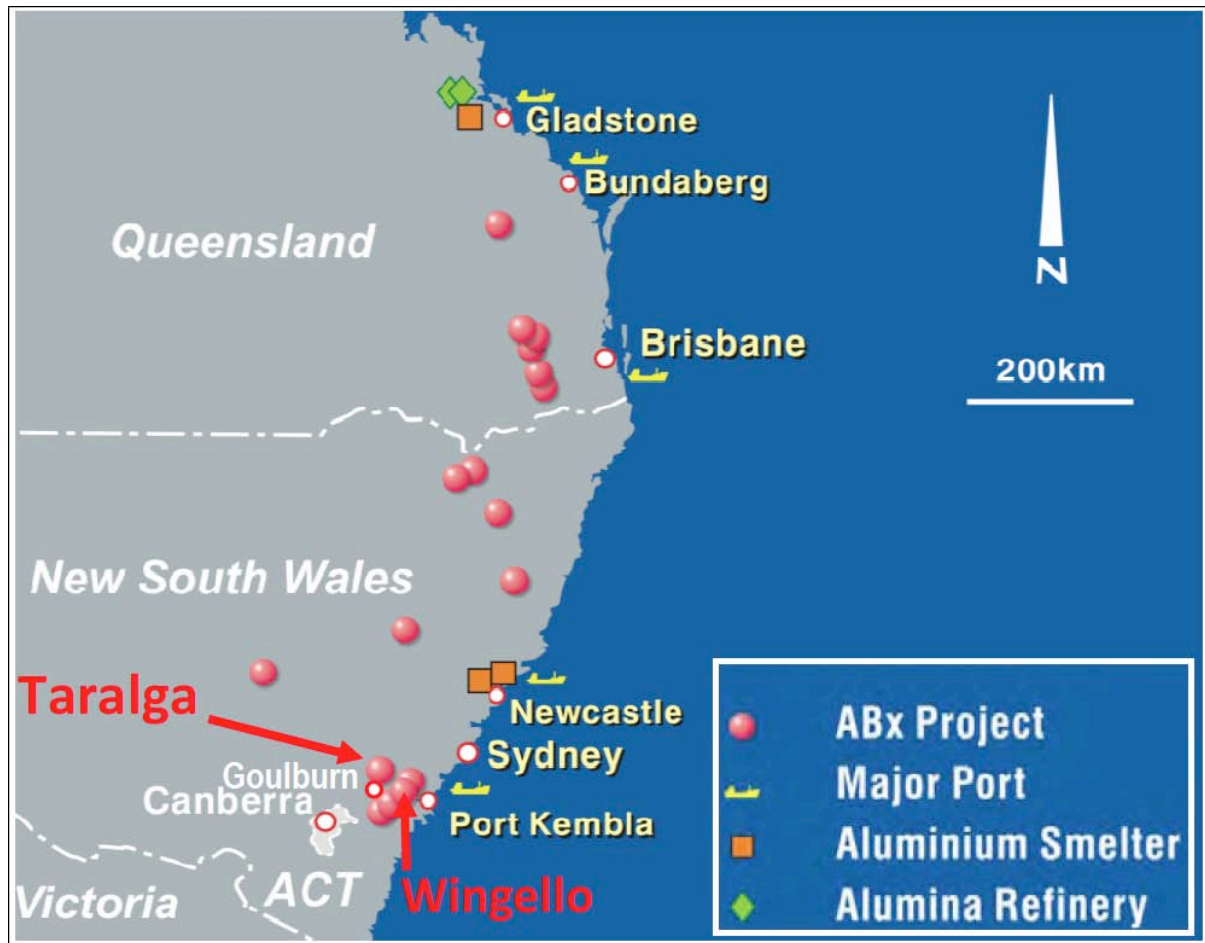 Gladstone
Bundaberg
Queensland
Brisbane
N
200km
New South Wales
Taralga
Newcastle
Sydney
Goulburn
Canberra
Port Kembla
Victoria
ACT
Wingello
ABx Project
Major Port
Aluminium Smelter
Alumina Refinery